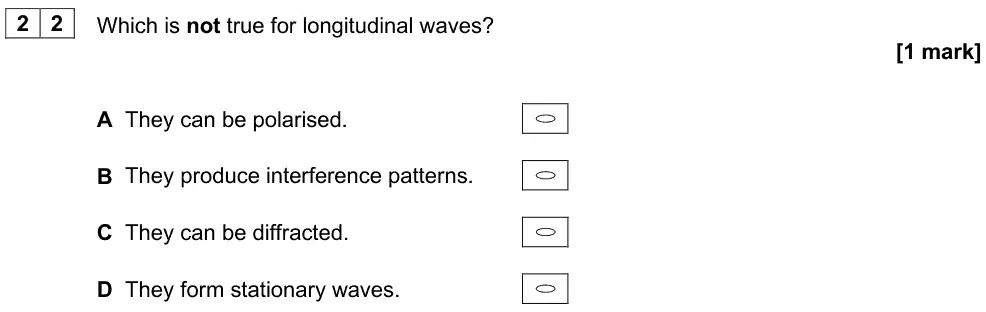 2 2 Which is not true for longitudinal waves?
[1 mark]
A They can be polarised.
B They produce interference patterns.
C They can be diffracted.
D They form stationary waves.